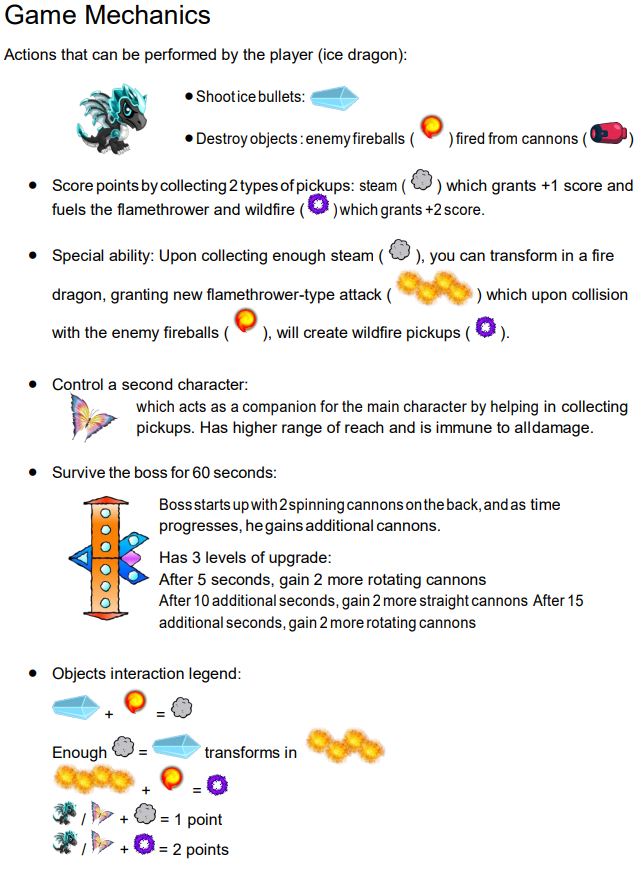 Game Mechanics
Actions that can be performed by the player (ice dragon):
● Shoot ice bullets:
● Destroy objects : enemy fireballs ( ) fired from cannons ( )
● Score points by collecting 2 types of pickups: steam ( ) which grants +1 score and
fuels the flamethrower and wildfire ( ) which grants +2 score.
● Special ability: Upon collecting enough steam ( ), you can transform in a fire
dragon, granting new flamethrower-type attack ( ) which upon collision
with the enemy fireballs ( ), will create wildfire pickups ( ).
● Control a second character:
which acts as a companion for the main character by helping in collecting
pickups. Has higher range of reach and is immune to all damage.
● Survive the boss for 60 seconds:
Boss starts up with 2 spinning cannons on the back, and as time
progresses, he gains additional cannons.
Has 3 levels of upgrade:
After 5 seconds, gain 2 more rotating cannons
After 10 additional seconds, gain 2 more straight cannons After 15
additional seconds, gain 2 more rotating cannons
● Objects interaction legend:
+ =
Enough = transforms in
+ =
/ + = 1 point
/ + = 2 points